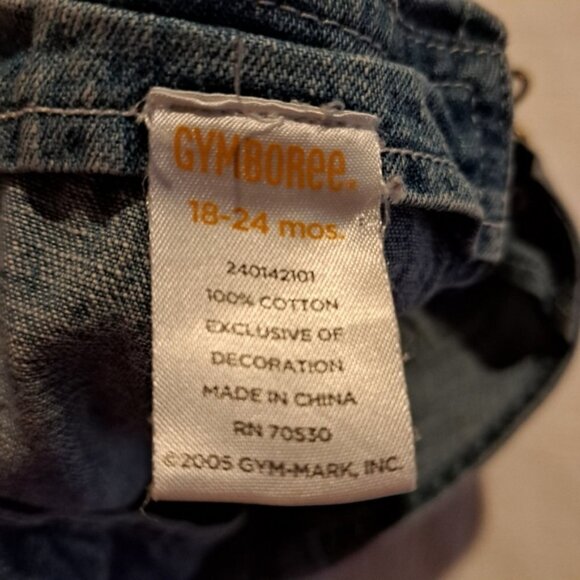 GYMBOREE
18-24 mos.
240142101
100% COTTON
EXCLUSIVE OF
DECORATION
MADE IN CHINA
RN 70530
©2005 GYM-MARK, INC.